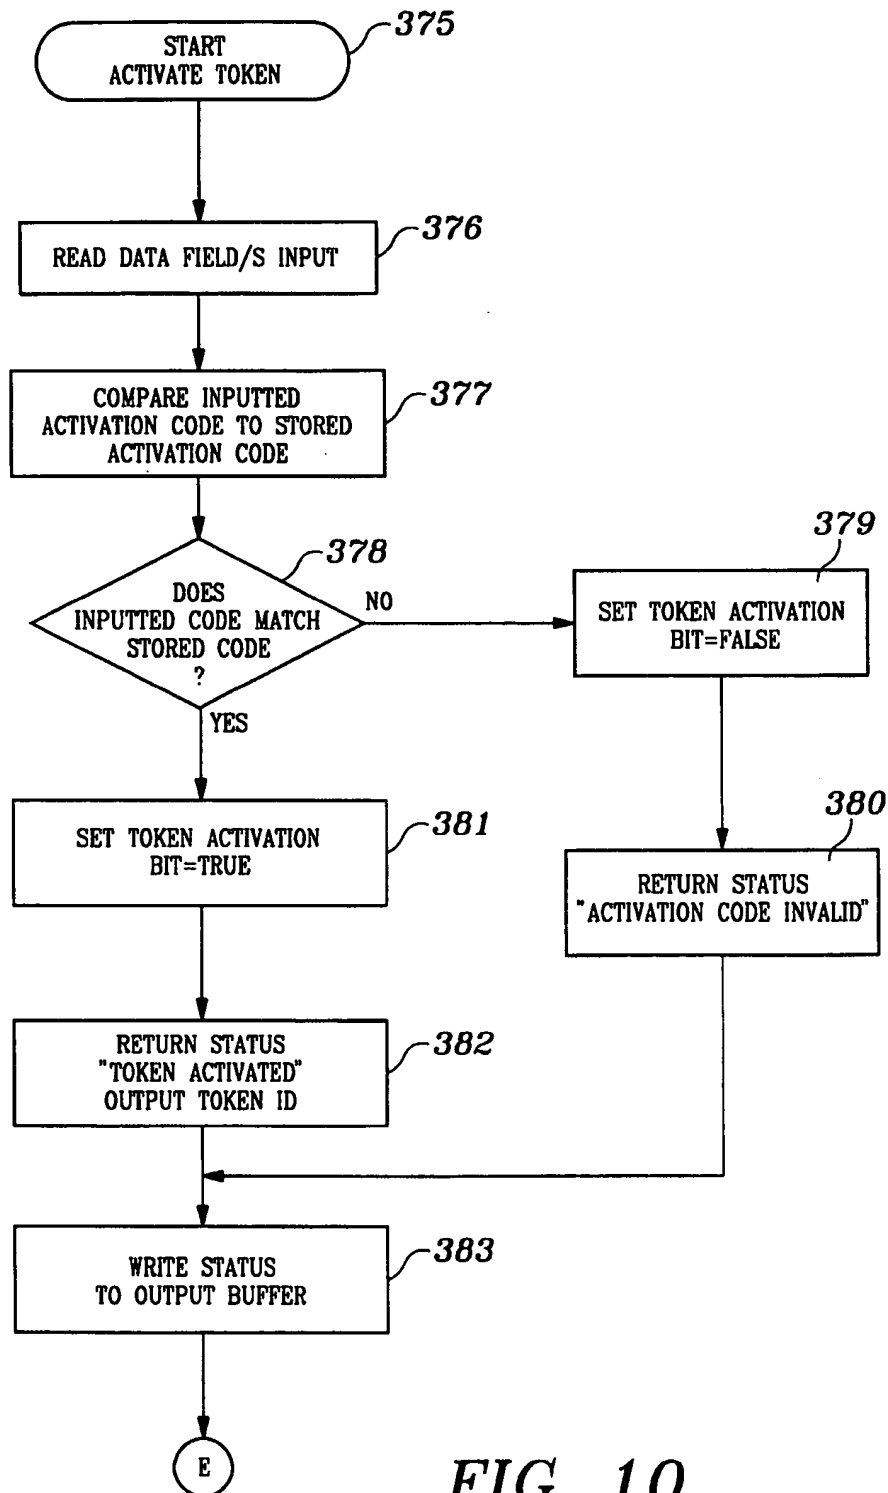 375
START
ACTIVATE TOKEN
376
READ DATA FIELD/S INPUT
377
COMPARE INPUTTED
ACTIVATION CODE TO STORED
ACTIVATION CODE
378
DOES
INPUTTED CODE MATCH
STORED CODE
?
NO
YES
379
SET TOKEN ACTIVATION
BIT=FALSE
380
RETURN STATUS
"ACTIVATION CODE INVALID"
381
SET TOKEN ACTIVATION
BIT=TRUE
382
RETURN STATUS
"TOKEN ACTIVATED"
OUTPUT TOKEN ID
383
WRITE STATUS
TO OUTPUT BUFFER
E
FIG. 10